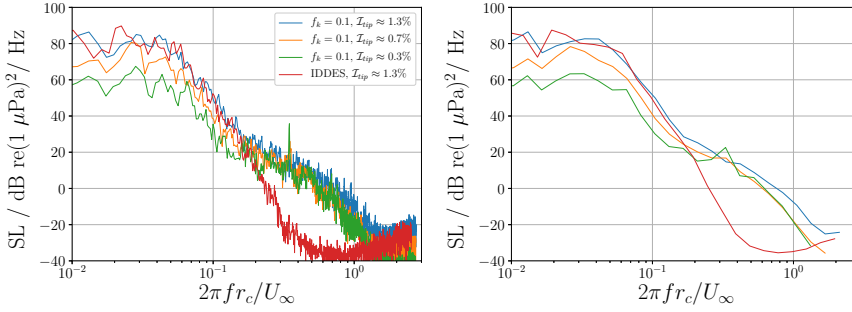 SL / dB re(1 μPa)²/ Hz
100
80
60
40
20
0
−20
−40
10⁻²
10⁻¹
10⁰
2πfr_c/U_∞
f_k = 0.1, 𝓘_tip ≈ 1.3%
f_k = 0.1, 𝓘_tip ≈ 0.7%
f_k = 0.1, 𝓘_tip ≈ 0.3%
IDDES, 𝓘_tip ≈ 1.3%
SL / dB re(1 μPa)²/ Hz
100
80
60
40
20
0
−20
−40
10⁻²
10⁻¹
10⁰
2πfr_c/U_∞